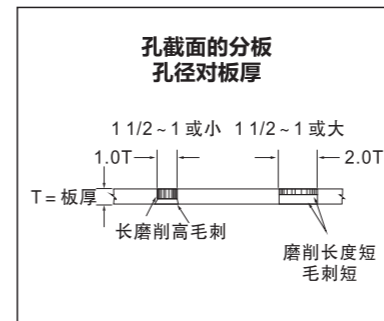 孔截面的分板
孔径对板厚
1 1/2 ~ 1 或小 1 1/2 ~ 1 或大
1.0T 2.0T
T = 板厚
长磨削高毛刺
磨削长度短
毛刺短